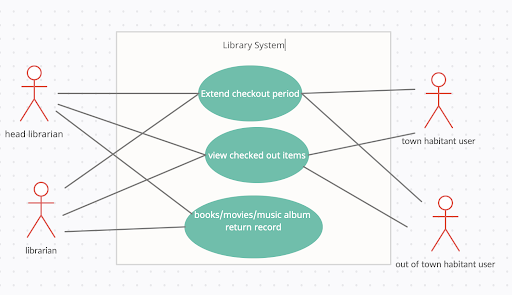 Library System
Extend checkout period
head librarian
town habitant user
view checked out items
books/movies/music album
return record
librarian
out of town habitant user